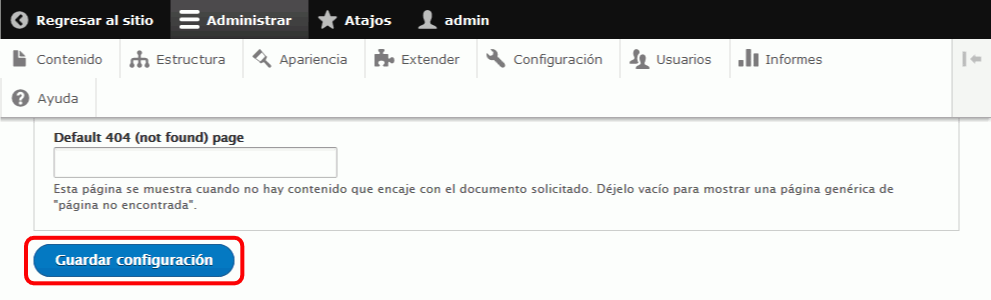 Regresar al sitio Administrar Atajos admin
Contenido Estructura Apariencia Extender Configuración Usuarios Informes
Ayuda
Default 404 (not found) page
Esta página se muestra cuando no hay contenido que encaje con el documento solicitado. Déjelo vacío para mostrar una página genérica de
"página no encontrada".
Guardar configuración